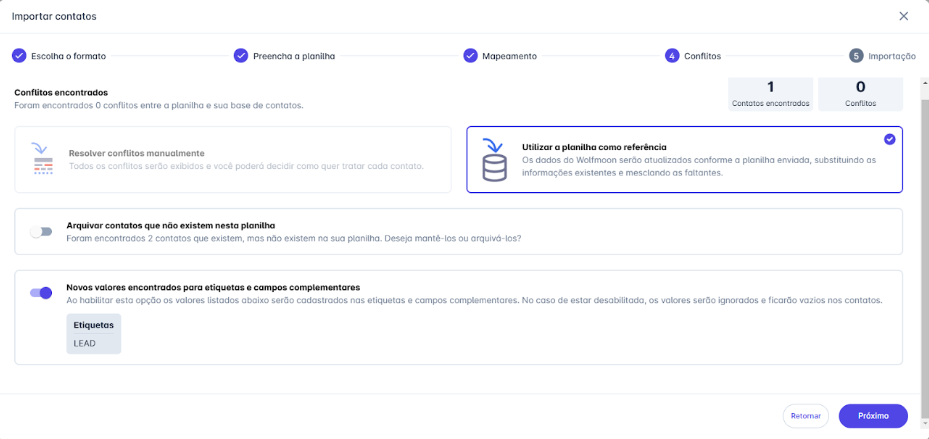 Importar contatos
Escolha o formato
Preencha a planilha
Mapeamento
4 Conflitos
5 Importação
Conflitos encontrados
Foram encontrados 0 conflitos entre a planilha e sua base de contatos.
1
Contatos encontrados
0
Conflitos
Resolver conflitos manualmente
Todos os conflitos serão exibidos e você poderá decidir como quer tratar cada contato.
Utilizar a planilha como referência
Os dados do Wolfmoon serão atualizados conforme a planilha enviada, substituindo as
informações existentes e mesclando as faltantes.
Arquivar contatos que não existem nesta planilha
Foram encontrados 2 contatos que existem, mas não existem na sua planilha. Deseja mantê-los ou arquivá-los?
Novos valores encontrados para etiquetas e campos complementares
Ao habilitar esta opção os valores listados abaixo serão cadastrados nas etiquetas e campos complementares. No caso de estar desabilitada, os valores serão ignorados e ficarão vazios nos contatos.
Etiquetas
LEAD
Retornar
Próximo